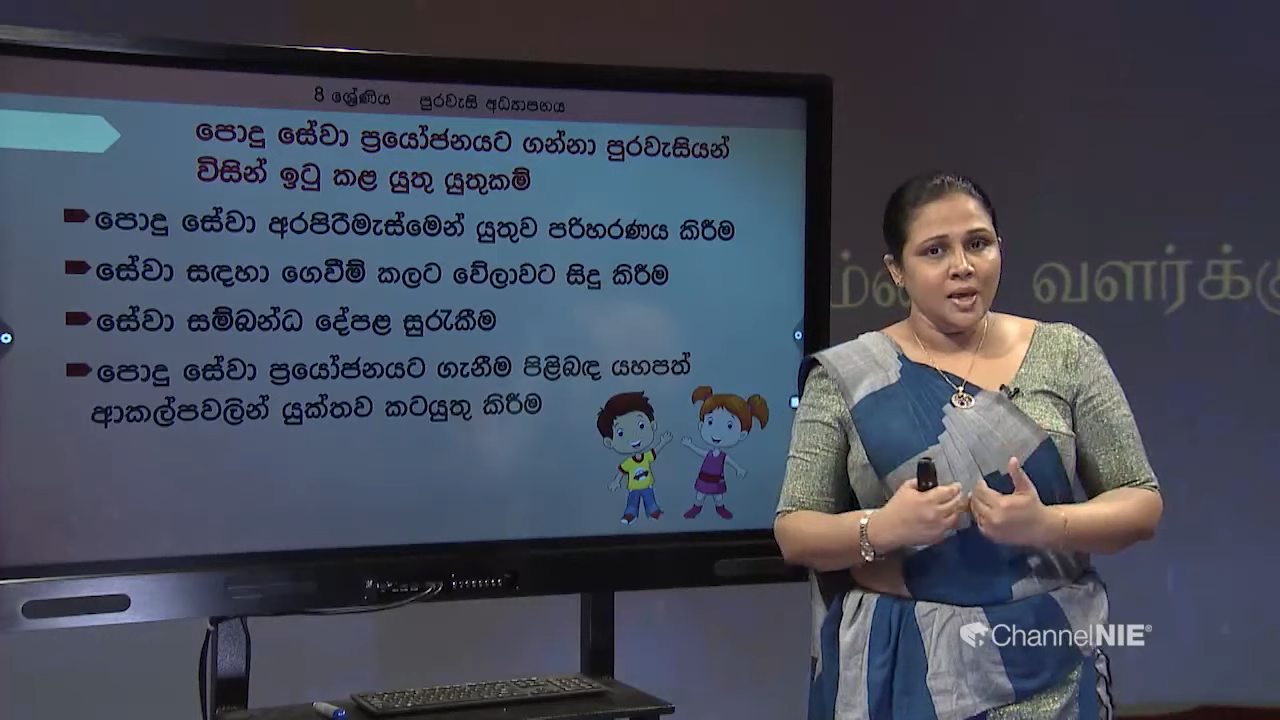 8 ශ්‍රේණිය පුරවැසි අධ්‍යාපනය
පොදු සේවා ප්‍රයෝජනයට ගන්නා පුරවැසියන්
විසින් ඉටු කළ යුතු යුතුකම්
පොදු සේවා අරපිරිමැස්මෙන් යුතුව පරිහරණය කිරීම
සේවා සඳහා ගෙවීම් කලට වේලාවට සිදු කිරීම
සේවා සම්බන්ධ දේපළ සුරැකීම
පොදු සේවා ප්‍රයෝජනයට ගැනීම පිළිබඳ යහපත්
ආකල්පවලින් යුක්තව කටයුතු කිරීම
ChannelNIE®